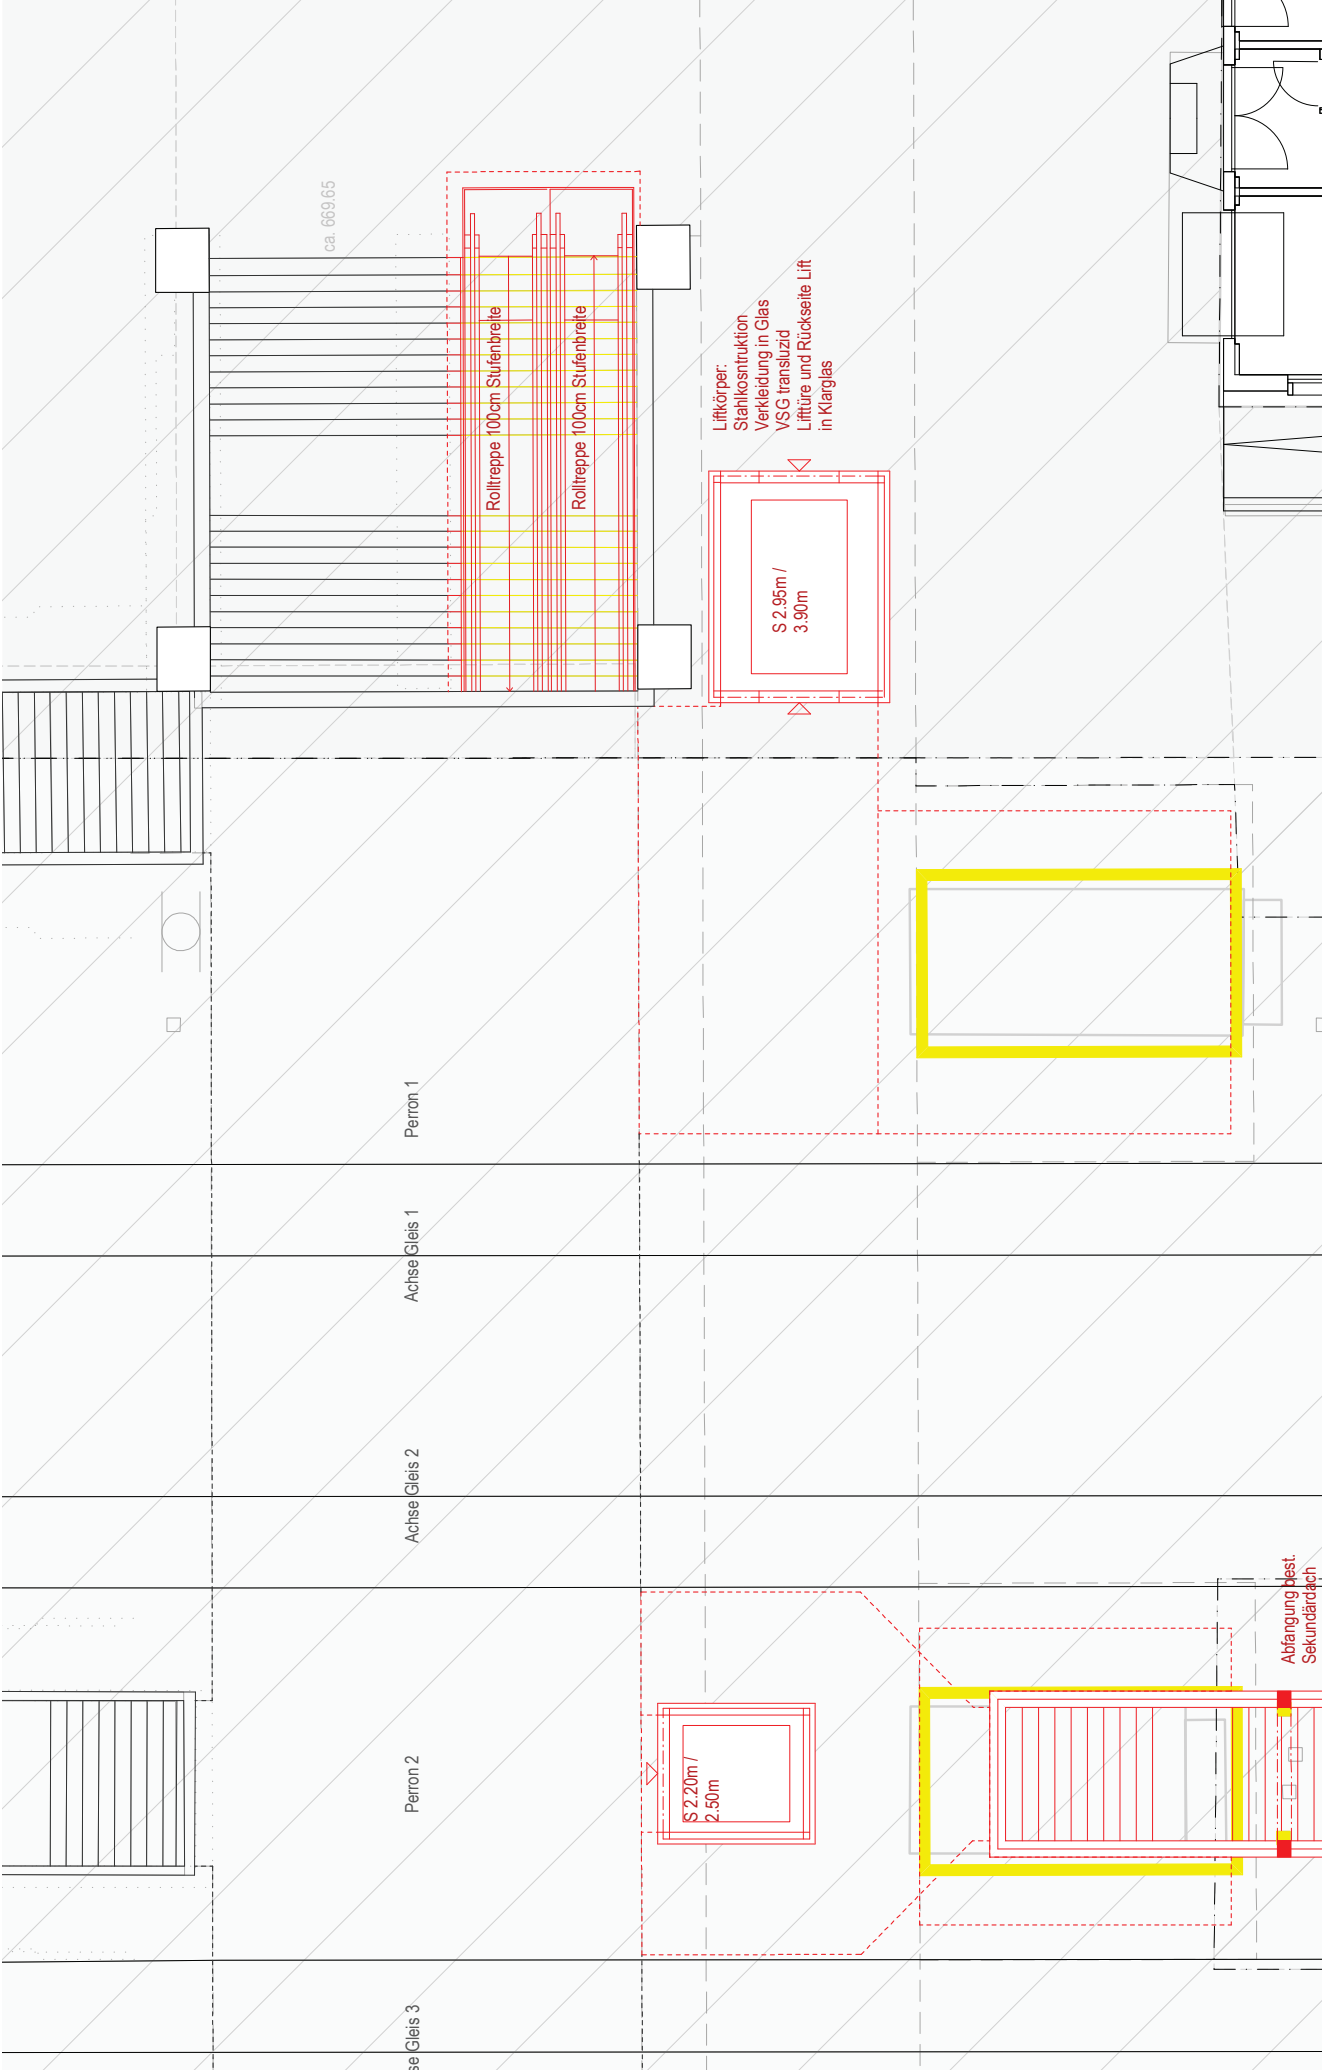 ca. 669.65
Rolltreppe 100cm Stufenbreite
Rolltreppe 100cm Stufenbreite
Liftkörper:
Stahlkosntruktion
Verkleidung in Glas
VSG transluzid
Lifttüre und Rückseite Lift
in Klarglas
S 2.95m /
3.90m
Perron 1
Achse Gleis 1
Achse Gleis 2
Abfangung best.
Sekundärdach
Perron 2
S 2.20m /
2.50m
se Gleis 3